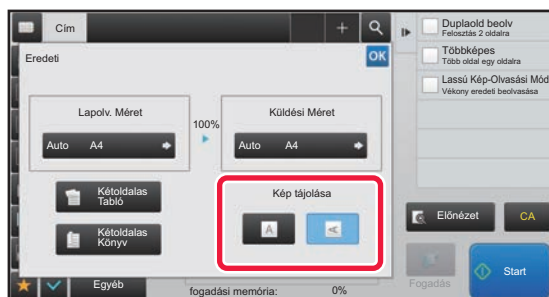 Cím
Eredeti
OK
Lapolv. Méret
Auto A4
100%
Küldési Méret
Auto A4
Kétoldalas
Tabló
Kétoldalas
Könyv
Kép tájolása
A
A
Egyéb
fogadási memória: 0%
Duplaold beolv
Felosztás 2 oldalra
Többképes
Több oldal egy oldalra
Lassú Kép-Olvasási Mód
Vékony eredeti beolvasása
Előnézet
CA
Fogadás
Start